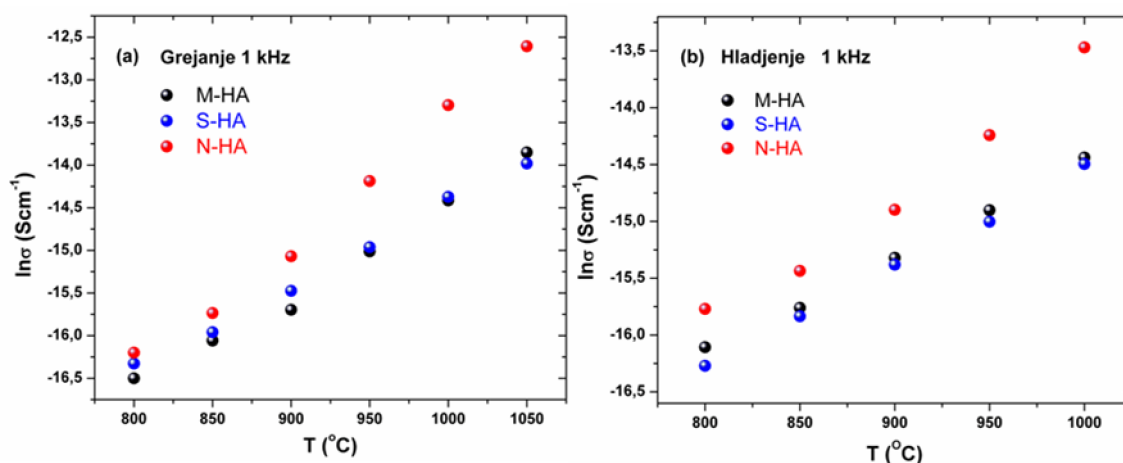 (a) Grejanje 1 kHz
M-HA
S-HA
N-HA
lnσ (Scm⁻¹)
-12,5
-13,0
-13,5
-14,0
-14,5
-15,0
-15,5
-16,0
-16,5
800 850 900 950 1000 1050
T (°C)
(b) Hladjenje 1 kHz
M-HA
S-HA
N-HA
lnσ (Scm⁻¹)
-13,5
-14,0
-14,5
-15,0
-15,5
-16,0
-16,5
800 850 900 950 1000
T (°C)